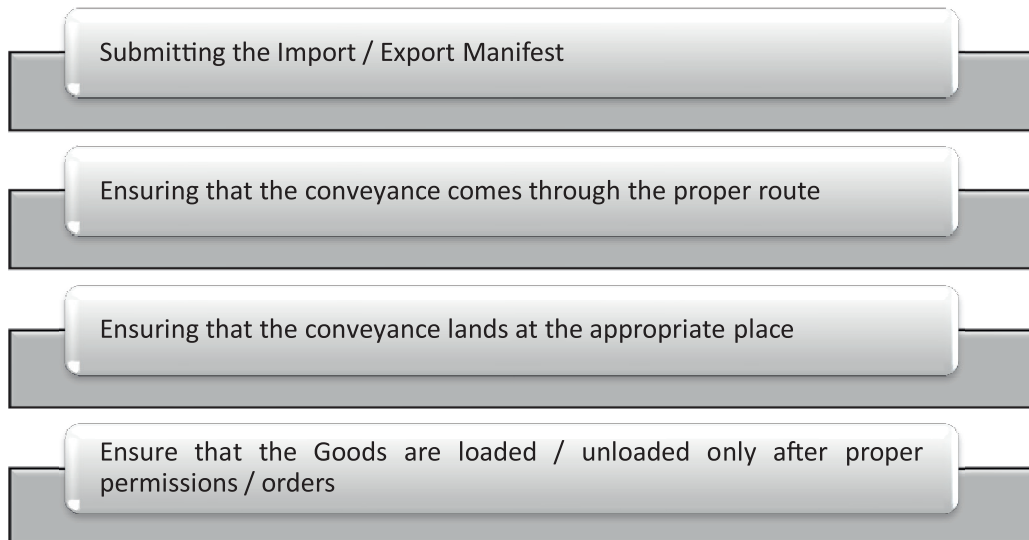 Submitting the Import / Export Manifest
Ensuring that the conveyance comes through the proper route
Ensuring that the conveyance lands at the appropriate place
Ensure that the Goods are loaded / unloaded only after proper
permissions / orders